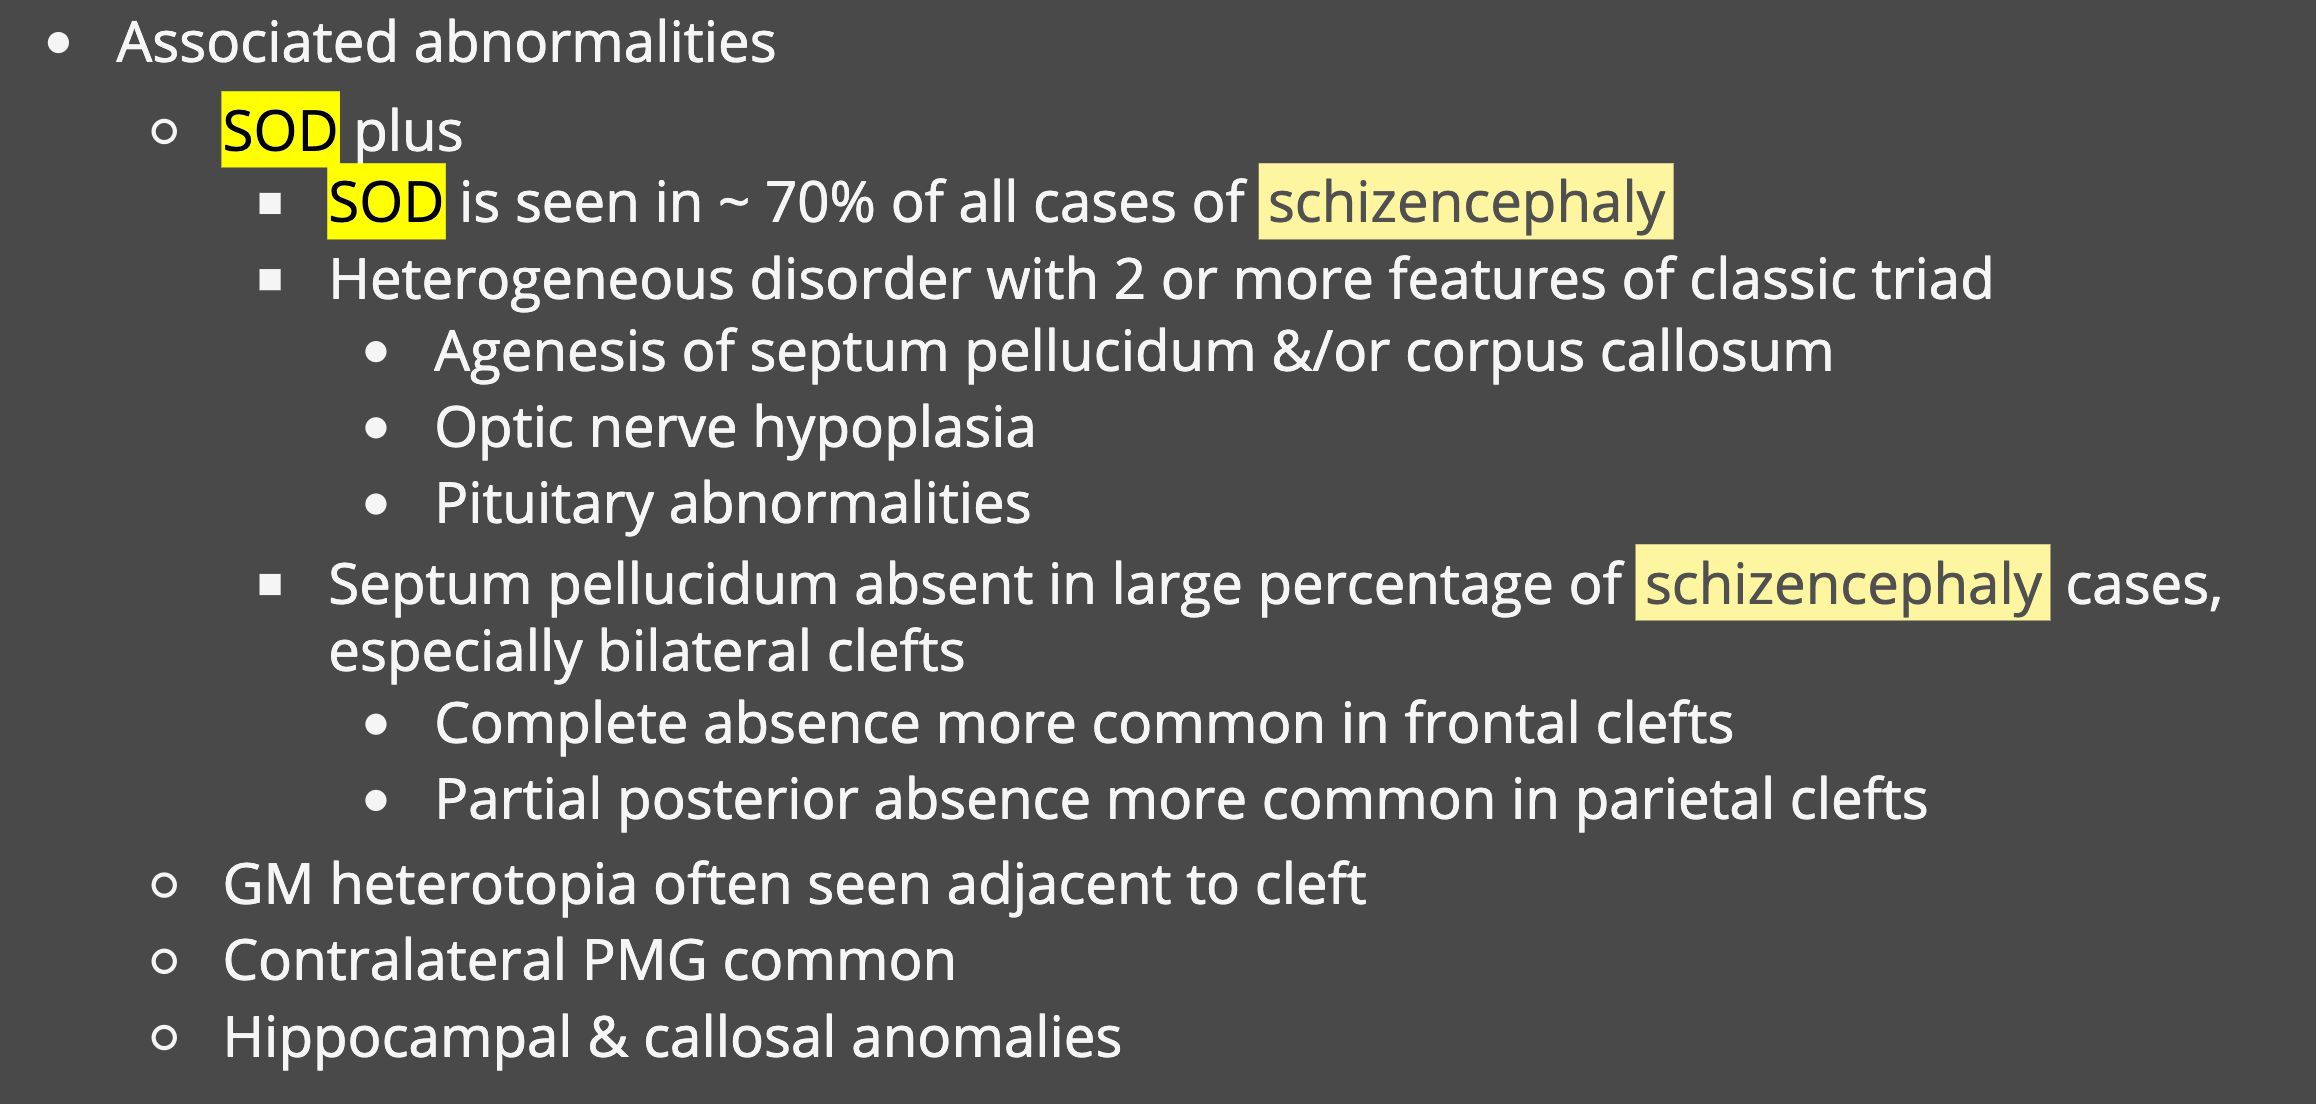 Associated abnormalities
SOD plus
SOD is seen in ~ 70% of all cases of schizencephaly
Heterogeneous disorder with 2 or more features of classic triad
Agenesis of septum pellucidum &/or corpus callosum
Optic nerve hypoplasia
Pituitary abnormalities
Septum pellucidum absent in large percentage of schizencephaly cases,
especially bilateral clefts
Complete absence more common in frontal clefts
Partial posterior absence more common in parietal clefts
GM heterotopia often seen adjacent to cleft
Contralateral PMG common
Hippocampal & callosal anomalies